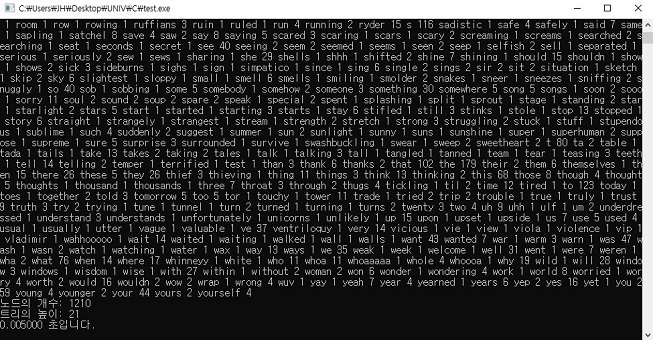 C:₩Users₩JH₩Desktop₩UNIV₩C₩test.exe
1 room 1 row 1 rowing 1 ruffians 3 ruin 1 ruled 1 run 4 running 2 ryder 15 s 116 sadistic 1 safe 4 safely 1 said 7 same
1 sapling 1 satchel 8 save 4 saw 2 say 8 saying 5 scared 3 scaring 1 scars 1 scary 2 screaming 1 screams 1 searched 2 s
earching 1 seat 1 seconds 1 secret 1 see 40 seeing 2 seem 2 seemed 1 seems 1 seen 2 seep 1 selfish 2 sell 1 separated 1
serious 1 seriously 2 sew 1 sews 1 sharing 1 she 29 shells 1 shhh 1 shifted 2 shine 7 shining 1 should 15 shouldn 1 show
1 shows 2 sick 3 sideburns 1 sighs 1 sign 1 simpatico 1 since 1 sing 6 single 2 sings 2 sir 2 sit 2 situation 1 sketch
1 skip 2 sky 6 slightest 1 sloppy 1 small 1 smell 6 smells 1 smiling 1 smolder 2 snakes 1 sneer 1 sneezes 1 sniffing 2 s
nuggly 1 so 40 sob 1 sobbing 1 some 5 somebody 1 somehow 2 someone 3 something 30 somewhere 5 song 5 songs 1 soon 2 sooo
1 sorry 11 soul 2 sound 2 soup 2 spare 2 speak 1 special 2 spent 1 splashing 1 split 1 sprout 1 stage 1 standing 2 star
1 starlight 2 stars 5 start 1 started 1 starting 3 starts 1 stay 6 stifled 1 still 3 stinks 1 stole 1 stop 13 stopped 1
story 6 straight 1 strangely 1 strangest 1 stream 1 strength 2 stretch 1 stroo 3 struggling 2 stuck 1 stuff 1 stupendo
us 1 sublime 1 such 4 suddenly 2 suggest 1 summer 1 sun 2 sunlight 1 sunny 1 suns 1 sunshine 1 super 1 superhuman 2 supp
ose 1 supreme 1 sure 5 surprise 3 surrounded 1 survive 1 swashbuckling 1 swear 1 sweep 2 sweetheart 2 t 80 ta 2 table 1
tada 1 tails 1 take 13 takes 2 taking 2 tales 1 talk 1 talking 3 tall 1 tangled 1 tanned 1 team 1 tear 1 teasing 3 teeth
1 tell 14 telling 2 temper 1 terrified 1 test 1 than 3 thank 6 thanks 2 that 102 the 179 their 2 them 6 themselves 1 th
en 15 there 26 these 5 they 26 thief 3 thieving 1 thing 11 things 3 think 13 thinking 2 this 68 those 8 though 4 thought
5 thoughts 1 thousand 1 thousands 1 three 7 throat 3 through 2 thugs 4 tickling 1 til 2 time 12 tired 1 to 123 today 1
toes 1 together 2 told 3 tomorrow 5 too 5 tor 1 touchy 1 tower 11 trade 1 tried 2 trip 2 trouble 1 true 1 truly 1 trust
9 truth 3 try 2 trying 1 tune 1 tunnel 1 turn 2 turned 1 turning 1 turns 2 twenty 3 two 4 uh 9 uhh 1 ulf 1 um 2 underdre
ssed 1 understand 3 understands 1 unfortunately 1 unicorns 1 unlikely 1 up 15 upon 1 upset 1 upside 1 us 7 use 5 used 4
usual 1 usually 1 utter 1 vague 1 valuable 1 ve 37 ventriloquy 1 very 14 vicious 1 vie 1 view 1 viola 1 violence 1 vip 1
vladimir 1 wahhoooo 1 wait 14 waited 1 waiting 1 walked 1 wall 1 walls 1 want 43 wanted 7 war 1 warm 3 warn 1 was 47 w
ash 1 wasn 2 watch 1 watching 1 water 1 wax 1 way 13 ways 1 we 35 weak 1 week 1 welcome 1 well 31 went 1 were 7 weren 1
wha 2 what 76 when 14 where 17 whinneyy 1 white 1 who 11 whoa 11 whoaaaaa 1 whole 4 whoooa 1 why 19 wild 1 will 28 windo
w 3 windows 1 wisdom 1 wise 1 with 27 within 1 without 2 woman 2 won 6 wonder 1 wondering 4 work 1 world 8 worried 1 wor
ry 4 worth 2 would 16 wouldn 2 wow 2 wrap 1 wrong 4 wuv 1 yay 1 yeah 7 year 4 yearned 1 years 6 yep 2 yes 16 yet 1 you 2
59 young 4 younger 2 your 44 yours 2 yourself 4
노드의 개수: 1210
트리의 높이: 21
0.005000 초입니다.